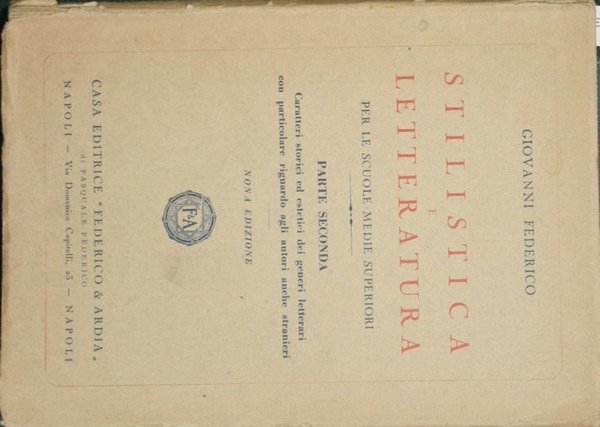 GIOVANNI FEDERICO
STILISTICA
E
LETTERATURA
PER LE SCUOLE MEDIE SUPERIORI
PARTE SECONDA
Caratteri storici ed estetici dei generi letterari
con particolare riguardo agli autori anche stranieri
NONA EDIZIONE
F&A
CASA EDITRICE "FEDERICO & ARDIA„
di PASQUALE FEDERICO
NAPOLI — Via Domenico Capitelli, 23 — NAPOLI